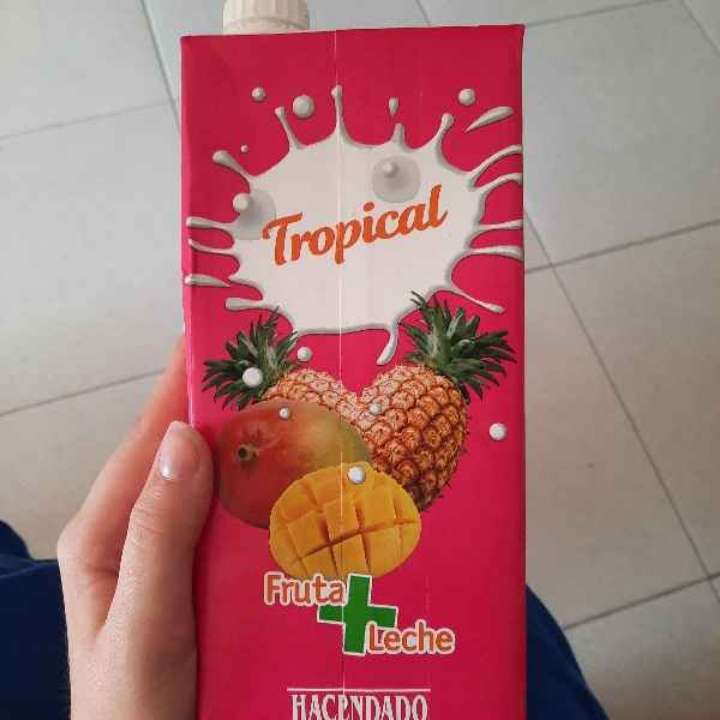 Tropical
Fruta
Leche
HACENDADO